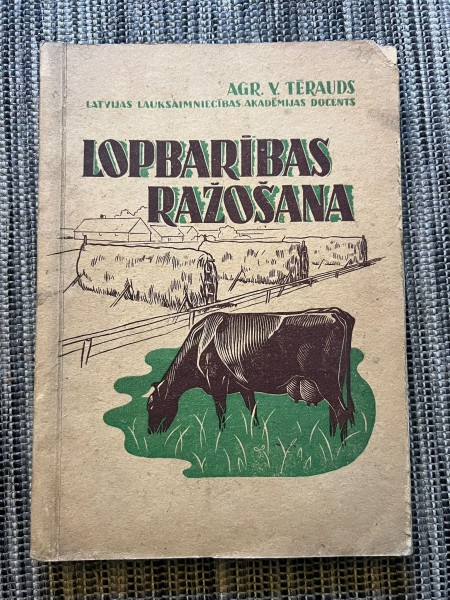 AGR. V. TĒRAUDS
LATVIJAS LAUKSAIMNIECĪBAS AKADĒMIJAS DOCENTS
LOPBARĪBAS
RAŽOŠANA